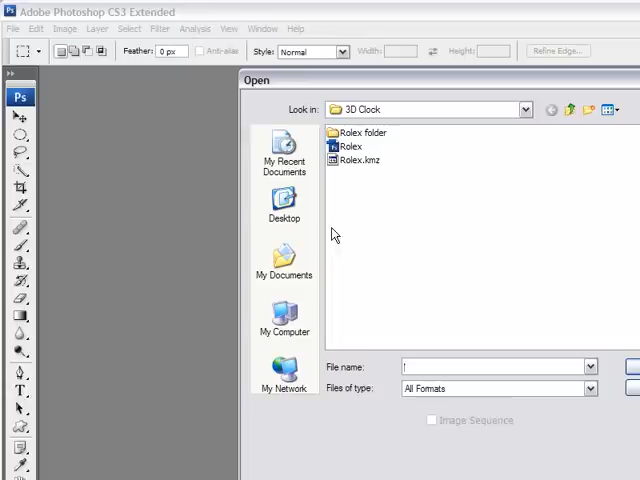 Ps Adobe Photoshop CS3 Extended
File Edit Image Layer Select Filter Analysis View Window Help
Feather: 0 px Anti-alias Style: Normal Width: Height: Refine Edge...
Ps
Open
Look in: 3D Clock
Rolex folder
Rolex
Rolex.kmz
My Recent
Documents
Desktop
My Documents
My Computer
My Network
File name:
Files of type: All Formats
Image Sequence
T